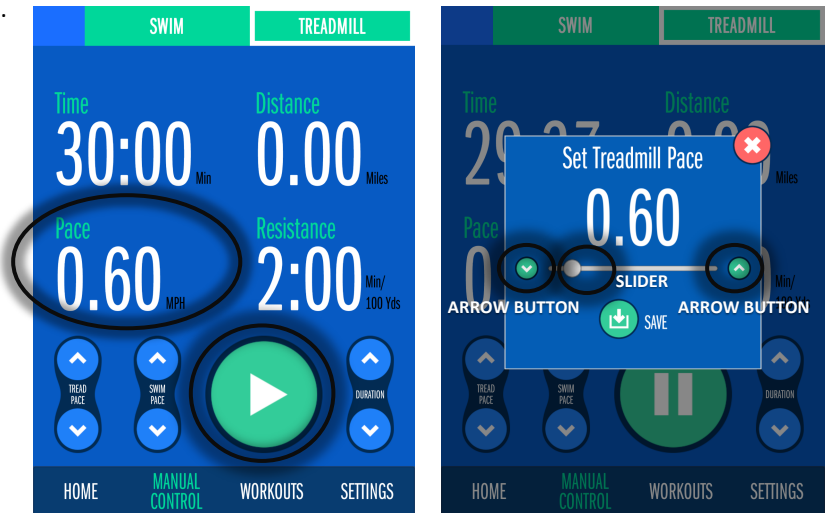 .
SWIM
TREADMILL
Time
Distance
30:00 Min
0.00 Miles
Pace
Resistance
0.60 MPH
2:00 Min/
100 Yds
TREAD
PACE
SWIM
PACE
DURATION
HOME
MANUAL
CONTROL
WORKOUTS
SETTINGS
SWIM
TREADMILL
Time
Distance
Miles
Set Treadmill Pace
0.60
Pace
SLIDER
Min/
100 Yds
ARROW BUTTON
ARROW BUTTON
SAVE
TREAD
PACE
SWIM
PACE
DURATION
HOME
MANUAL
CONTROL
WORKOUTS
SETTINGS